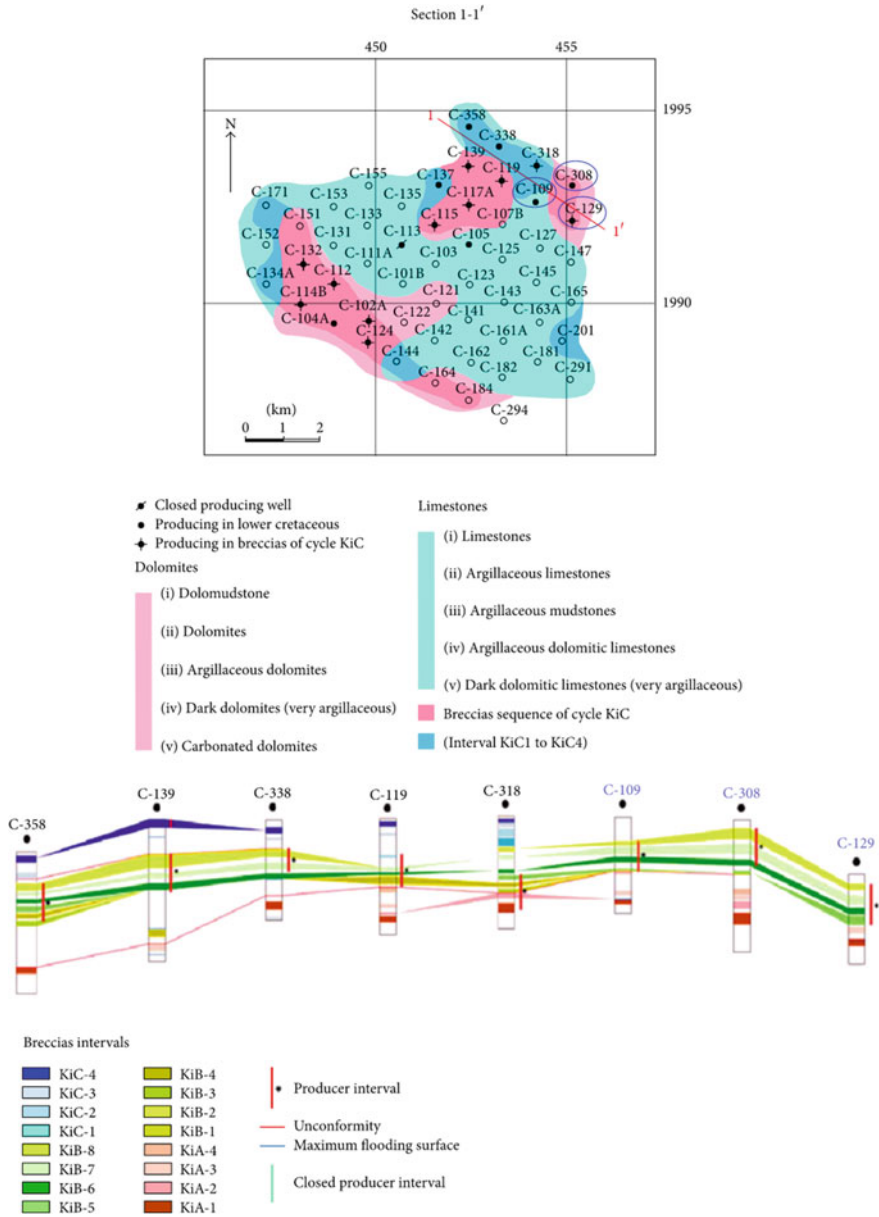 Section 1-1′
450 455
1995
1990
N
1
1′
C-358
C-338
C-139
C-318
C-119
C-155
C-137
C-308
C-171
C-153
C-135
C-117A
C-109
C-151
C-133
C-115
C-107B
C-129
C-152
C-131
C-113
C-105
C-127
C-132
C-111A
C-103
C-125
C-147
C-134A
C-112
C-101B
C-123
C-145
C-114B
C-102A
C-121
C-143
C-165
C-104A
C-122
C-141
C-163A
C-124
C-142
C-161A
C-201
C-144
C-162
C-181
C-164
C-182
C-291
C-184
C-294
(km)
0 1 2
Closed producing well
Producing in lower cretaceous
Producing in breccias of cycle KiC
Dolomites
(i) Dolomudstone
(ii) Dolomites
(iii) Argillaceous dolomites
(iv) Dark dolomites (very argillaceous)
(v) Carbonated dolomites
Limestones
(i) Limestones
(ii) Argillaceous limestones
(iii) Argillaceous mudstones
(iv) Argillaceous dolomitic limestones
(v) Dark dolomitic limestones (very argillaceous)
Breccias sequence of cycle KiC
(Interval KiC1 to KiC4)
C-358 C-139 C-338 C-119 C-318 C-109 C-308 C-129
Breccias intervals
KiC-4
KiC-3
KiC-2
KiC-1
KiB-8
KiB-7
KiB-6
KiB-5
KiB-4
KiB-3
KiB-2
KiB-1
KiA-4
KiA-3
KiA-2
KiA-1
Producer interval
Unconformity
Maximum flooding surface
Closed producer interval